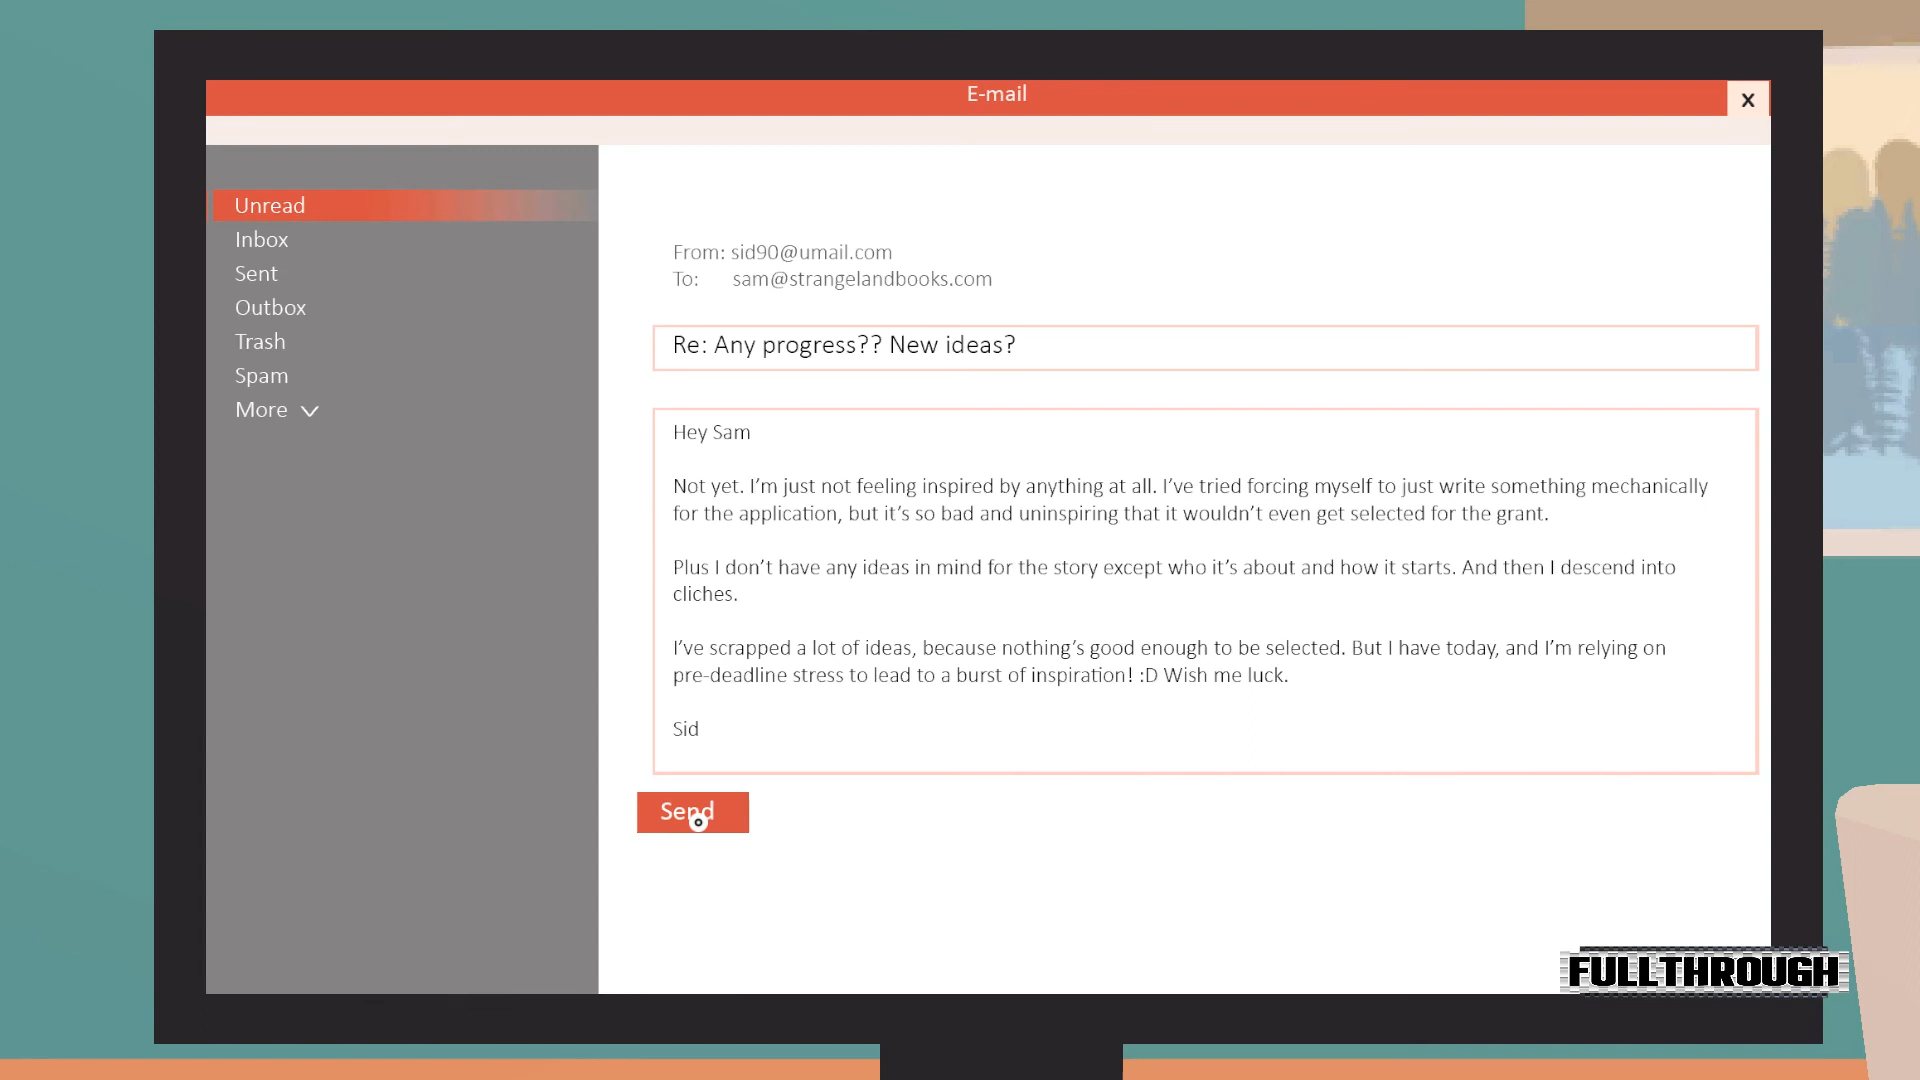 E-mail
X
Unread
Inbox
Sent
Outbox
Trash
Spam
More
From: sid90@umail.com
To: sam@strangelandbooks.com
Re: Any progress?? New ideas?
Hey Sam
Not yet. I’m just not feeling inspired by anything at all. I’ve tried forcing myself to just write something mechanically
for the application, but it’s so bad and uninspiring that it wouldn’t even get selected for the grant.
Plus I don’t have any ideas in mind for the story except who it’s about and how it starts. And then I descend into
cliches.
I’ve scrapped a lot of ideas, because nothing’s good enough to be selected. But I have today, and I’m relying on
pre-deadline stress to lead to a burst of inspiration! :D Wish me luck.
Sid
Send
FULLTHROUGH